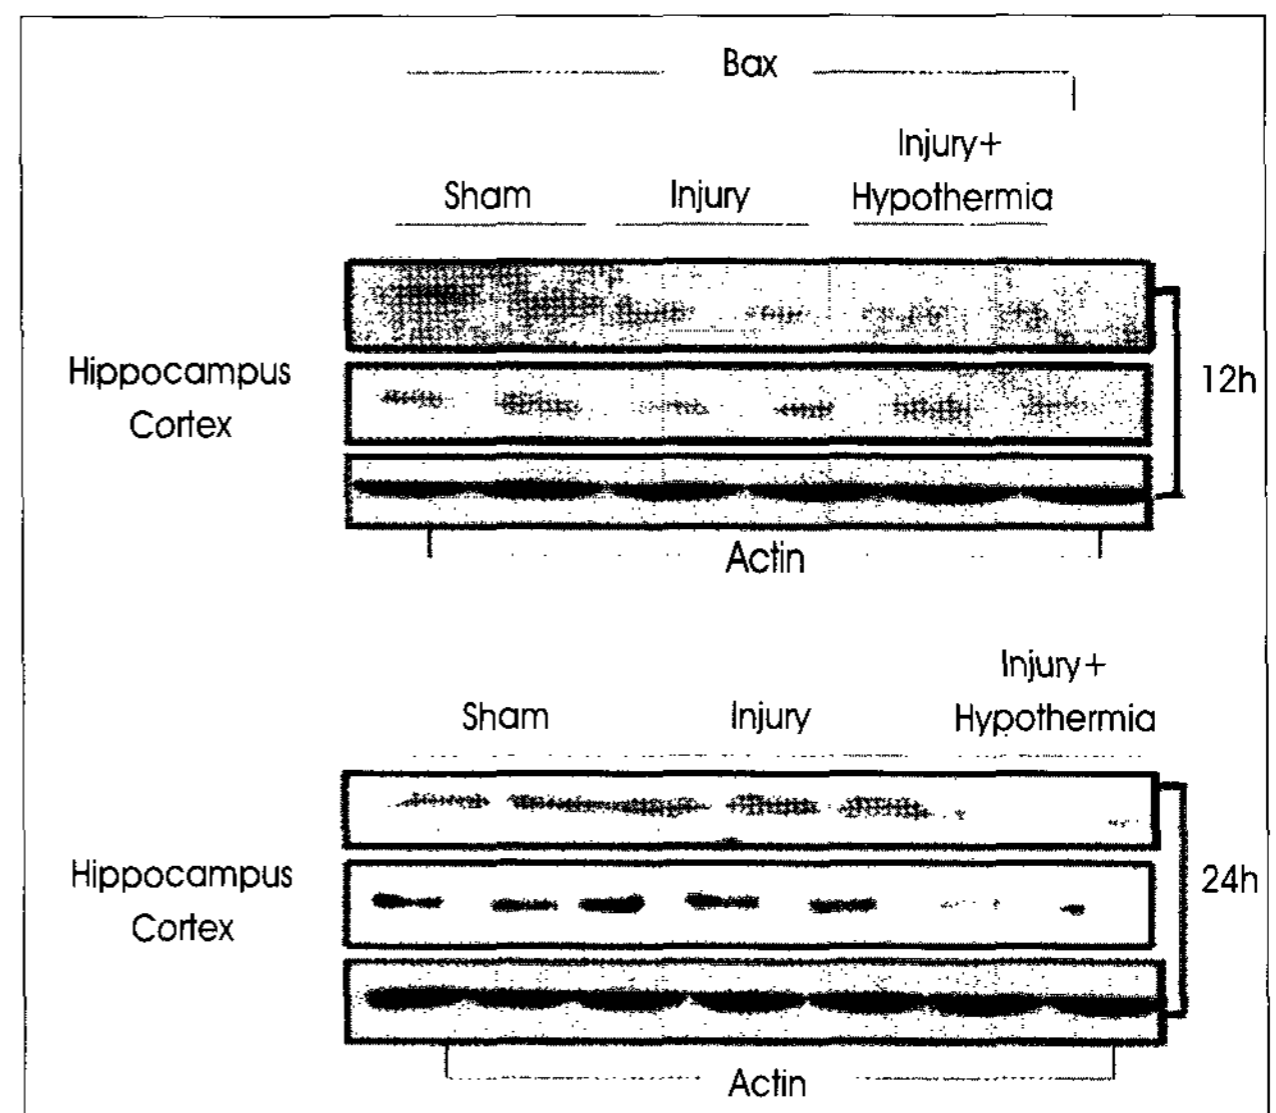 Bax
Sham
Injury
Injury+
Hypothermia
Hippocampus
Cortex
12h
Actin
Sham
Injury
Injury+
Hypothermia
Hippocampus
Cortex
24h
Actin